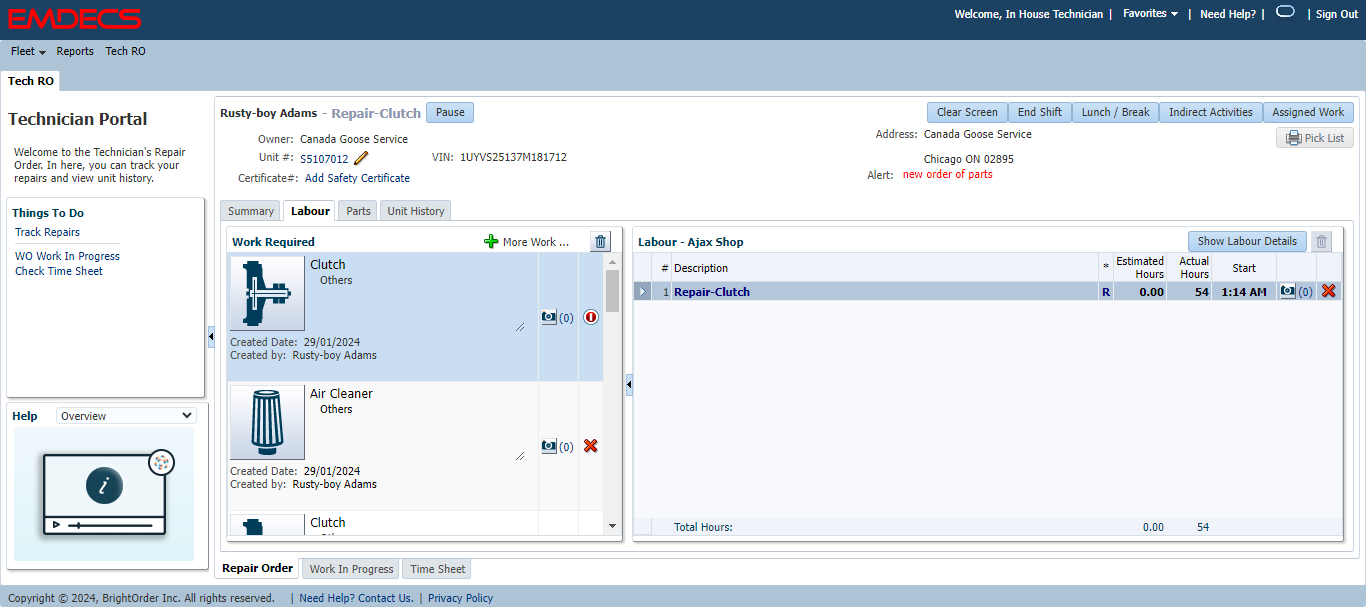 EMDECS
Welcome, In House Technician | Favorites | Need Help? | | Sign Out
Fleet Reports Tech RO
Tech RO
Technician Portal
Welcome to the Technician's Repair
Order. In here, you can track your
repairs and view unit history.
Things To Do
Track Repairs
WO Work In Progress
Check Time Sheet
Help Overview
i
Rusty-boy Adams - Repair-Clutch Pause
Clear Screen End Shift Lunch / Break Indirect Activities Assigned Work
Owner: Canada Goose Service
Unit #: S5107012 VIN: 1UYVS25137M181712
Certificate#: Add Safety Certificate
Address: Canada Goose Service
Pick List
Chicago ON 02895
Alert: new order of parts
Summary Labour Parts Unit History
Work Required More Work ...
Clutch
Others
(0)
Created Date: 29/01/2024
Created by: Rusty-boy Adams
Air Cleaner
Others
(0)
Created Date: 29/01/2024
Created by: Rusty-boy Adams
Clutch
Labour - Ajax Shop Show Labour Details
# Description * Estimated Hours Actual Hours Start
1 Repair-Clutch R 0.00 54 1:14 AM (0)
Total Hours: 0.00 54
Repair Order Work In Progress Time Sheet
Copyright © 2024, BrightOrder Inc. All rights reserved. | Need Help? Contact Us. | Privacy Policy